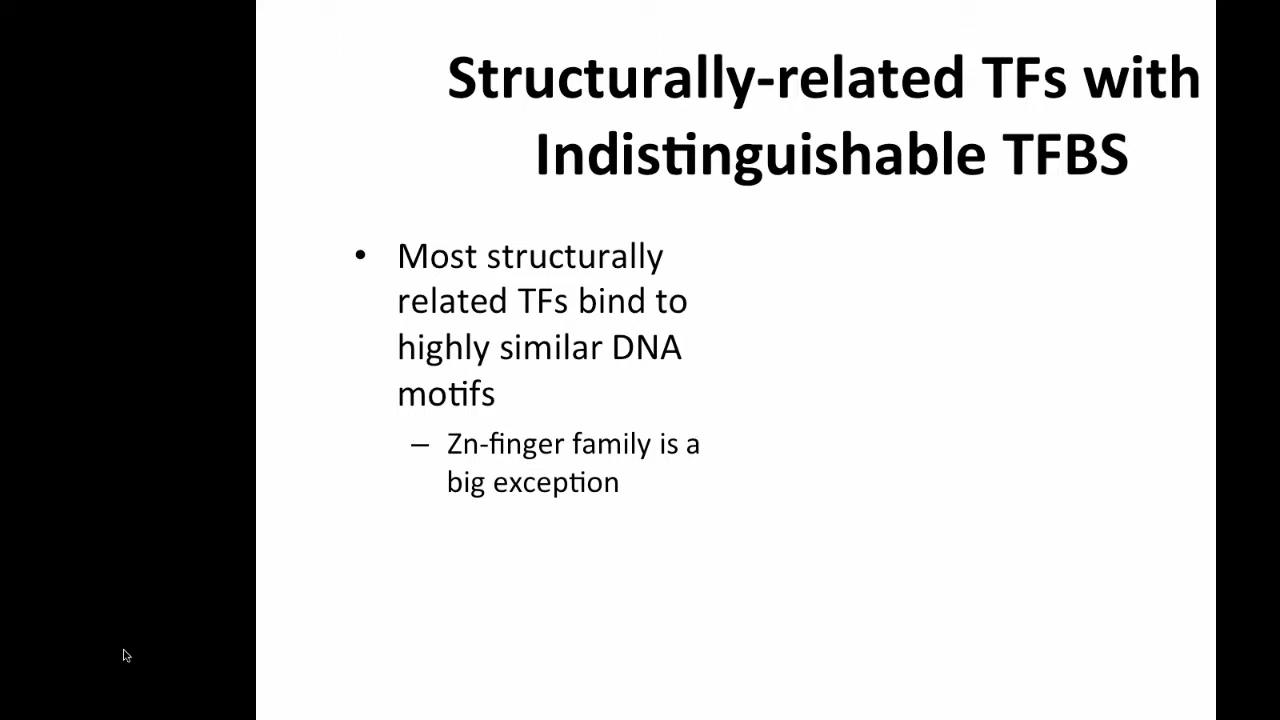 Structurally-related TFs with
Indistinguishable TFBS
• Most structurally
related TFs bind to
highly similar DNA
motifs
– Zn-finger family is a
big exception